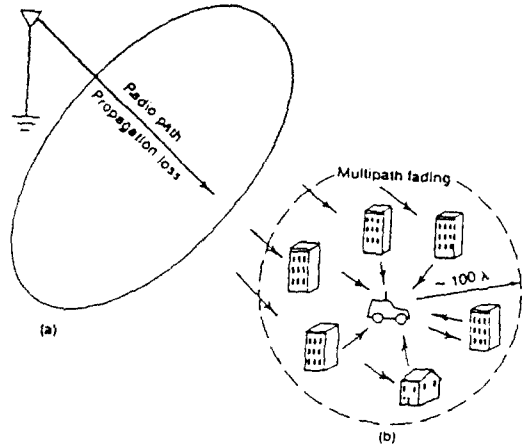 Radio path
Propagation loss
(a)
Multipath fading
~ 100 λ
(b)